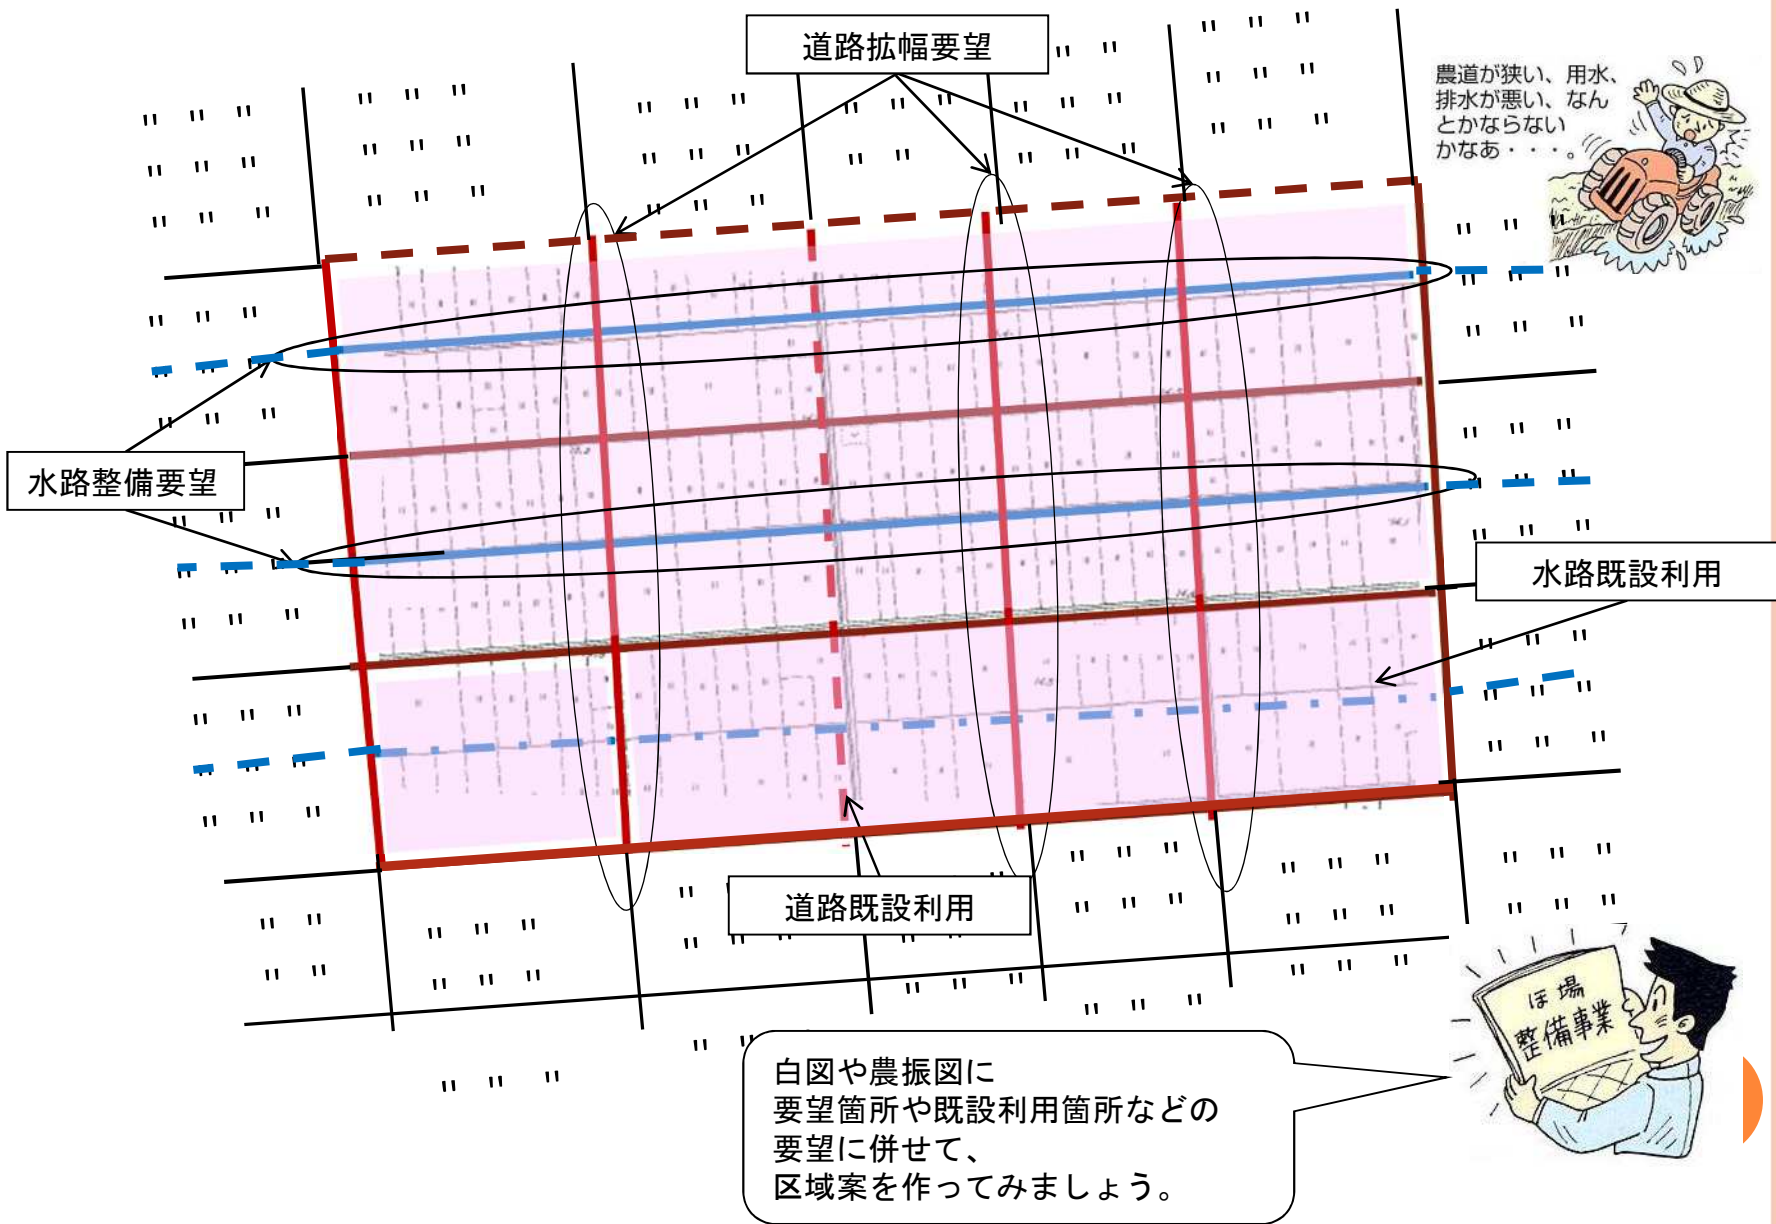 道路拡幅要望
農道が狭い、用水、
排水が悪い、なん
とかならない
かなあ・・・。
水路整備要望
水路既設利用
道路既設利用
ほ場
整備事業
白図や農振図に
要望箇所や既設利用箇所などの
要望に併せて、
区域案を作ってみましょう。